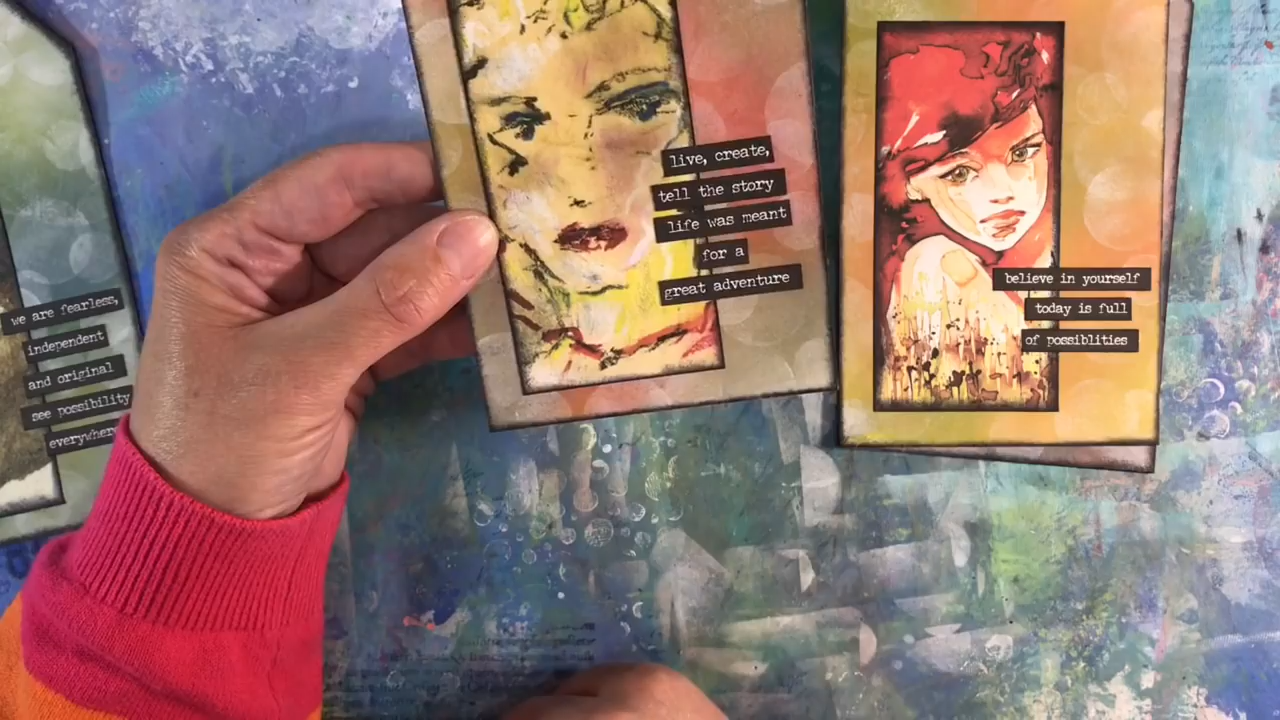 we are fearless,
independent
and original
see possibility
everywhere
live, create,
tell the story
life was meant
for a
great adventure
believe in yourself
today is full
of possiblities